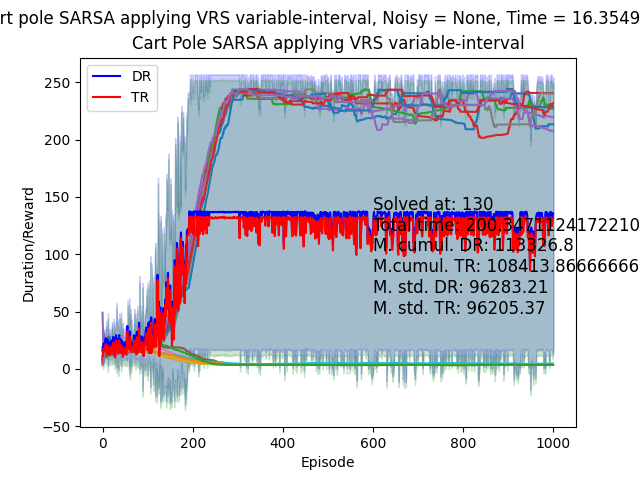 rt pole SARSA applying VRS variable-interval, Noisy = None, Time = 16.3549
Cart Pole SARSA applying VRS variable-interval
250
200
150
100
50
0
−50
Duration/Reward
DR
TR
Solved at: 130
Total time: 200.3471124172210
M. cumul. DR: 113326.8
M.cumul. TR: 108413.86666666
M. std. DR: 96283.21
M. std. TR: 96205.37
0 200 400 600 800 1000
Episode